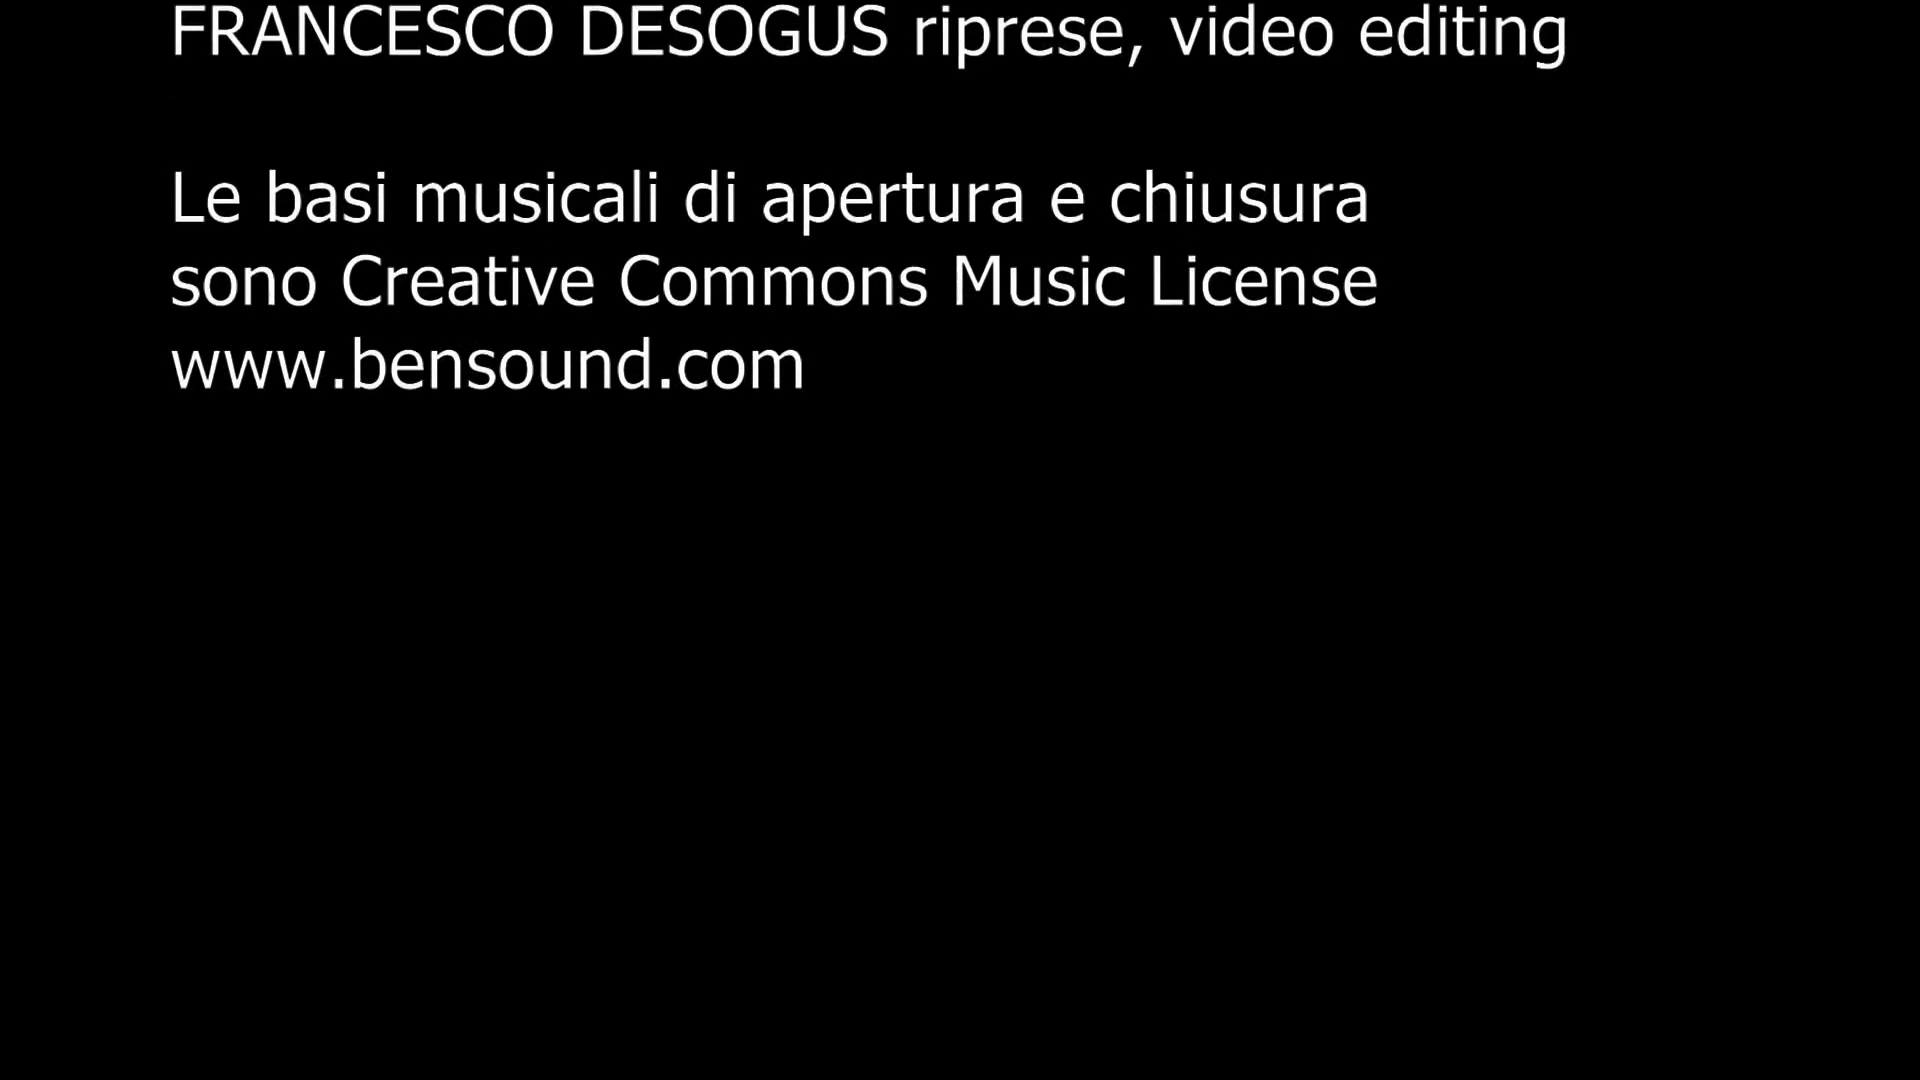 FRANCESCO DESOGUS riprese, video editing
Le basi musicali di apertura e chiusura
sono Creative Commons Music License
www.bensound.com